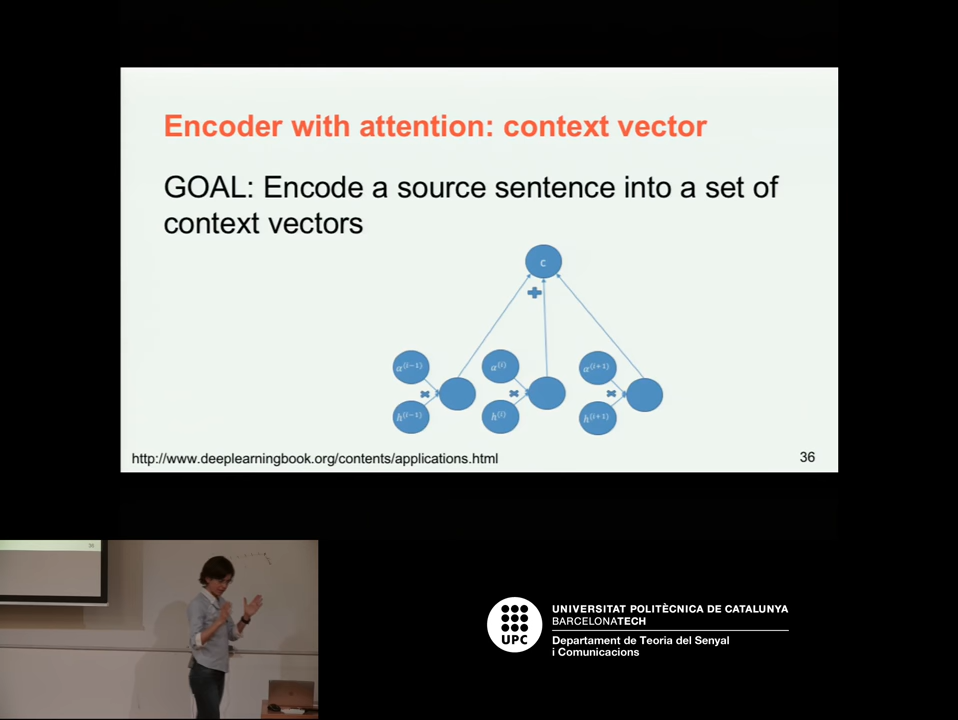 Encoder with attention: context vector
GOAL: Encode a source sentence into a set of
context vectors
c
α(i−1)
α(i)
α(i+1)
h(i−1)
h(i)
h(i+1)
http://www.deeplearningbook.org/contents/applications.html
36
UNIVERSITAT POLITÈCNICA DE CATALUNYA
BARCELONATECH
UPC
Departament de Teoria del Senyal
i Comunicacions